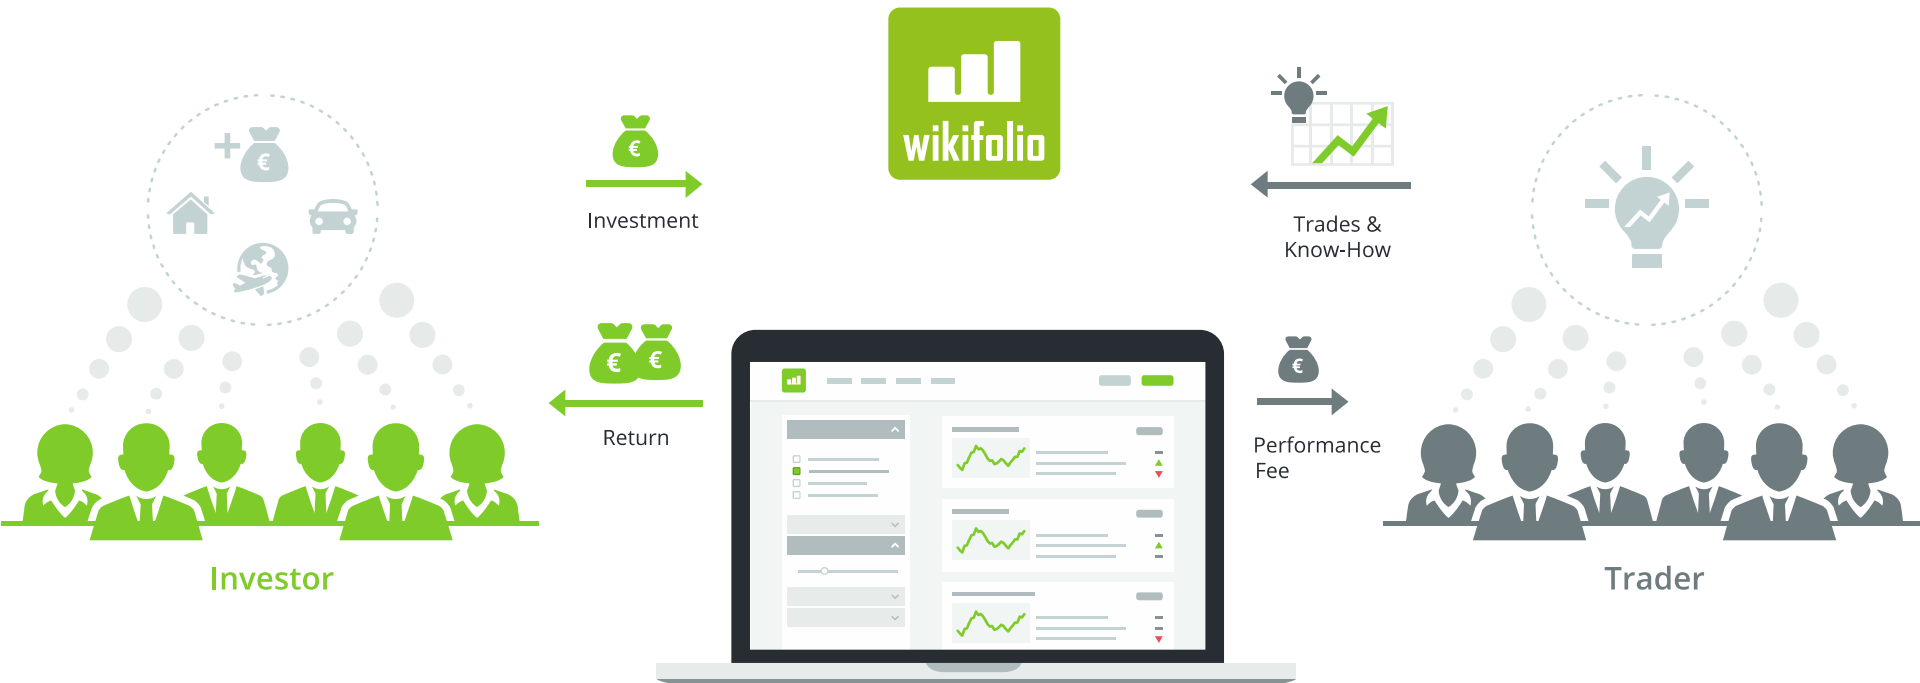 wikifolio
€
€
Investment
Trades &
Know-How
€ €
Return
€
Performance
Fee
Investor
Trader